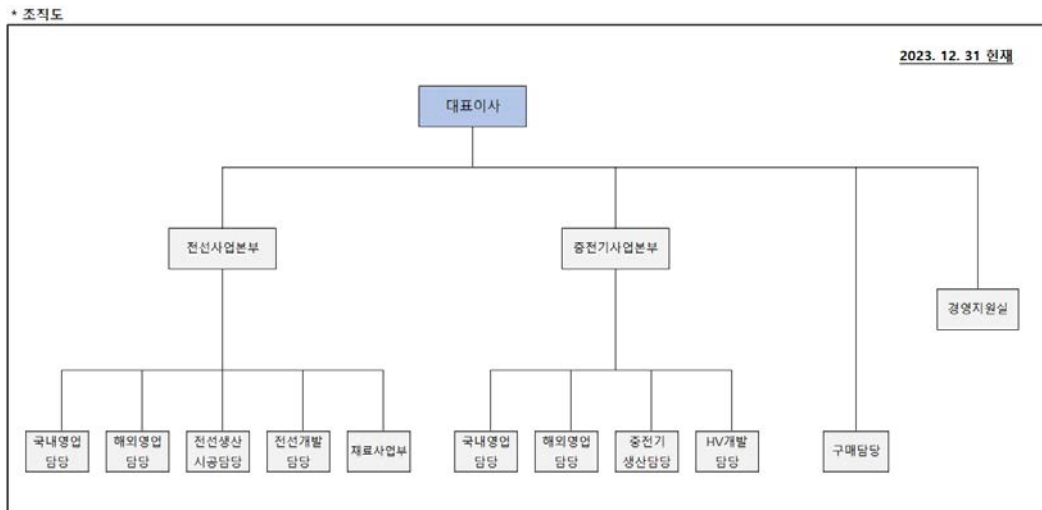 * 조직도
2023. 12. 31 현재
대표이사
전선사업본부
중전기사업본부
경영지원실
국내영업
담당
해외영업
담당
전선생산
시공담당
전선개발
담당
재료사업부
국내영업
담당
해외영업
담당
중전기
생산담당
HV개발
담당
구매담당